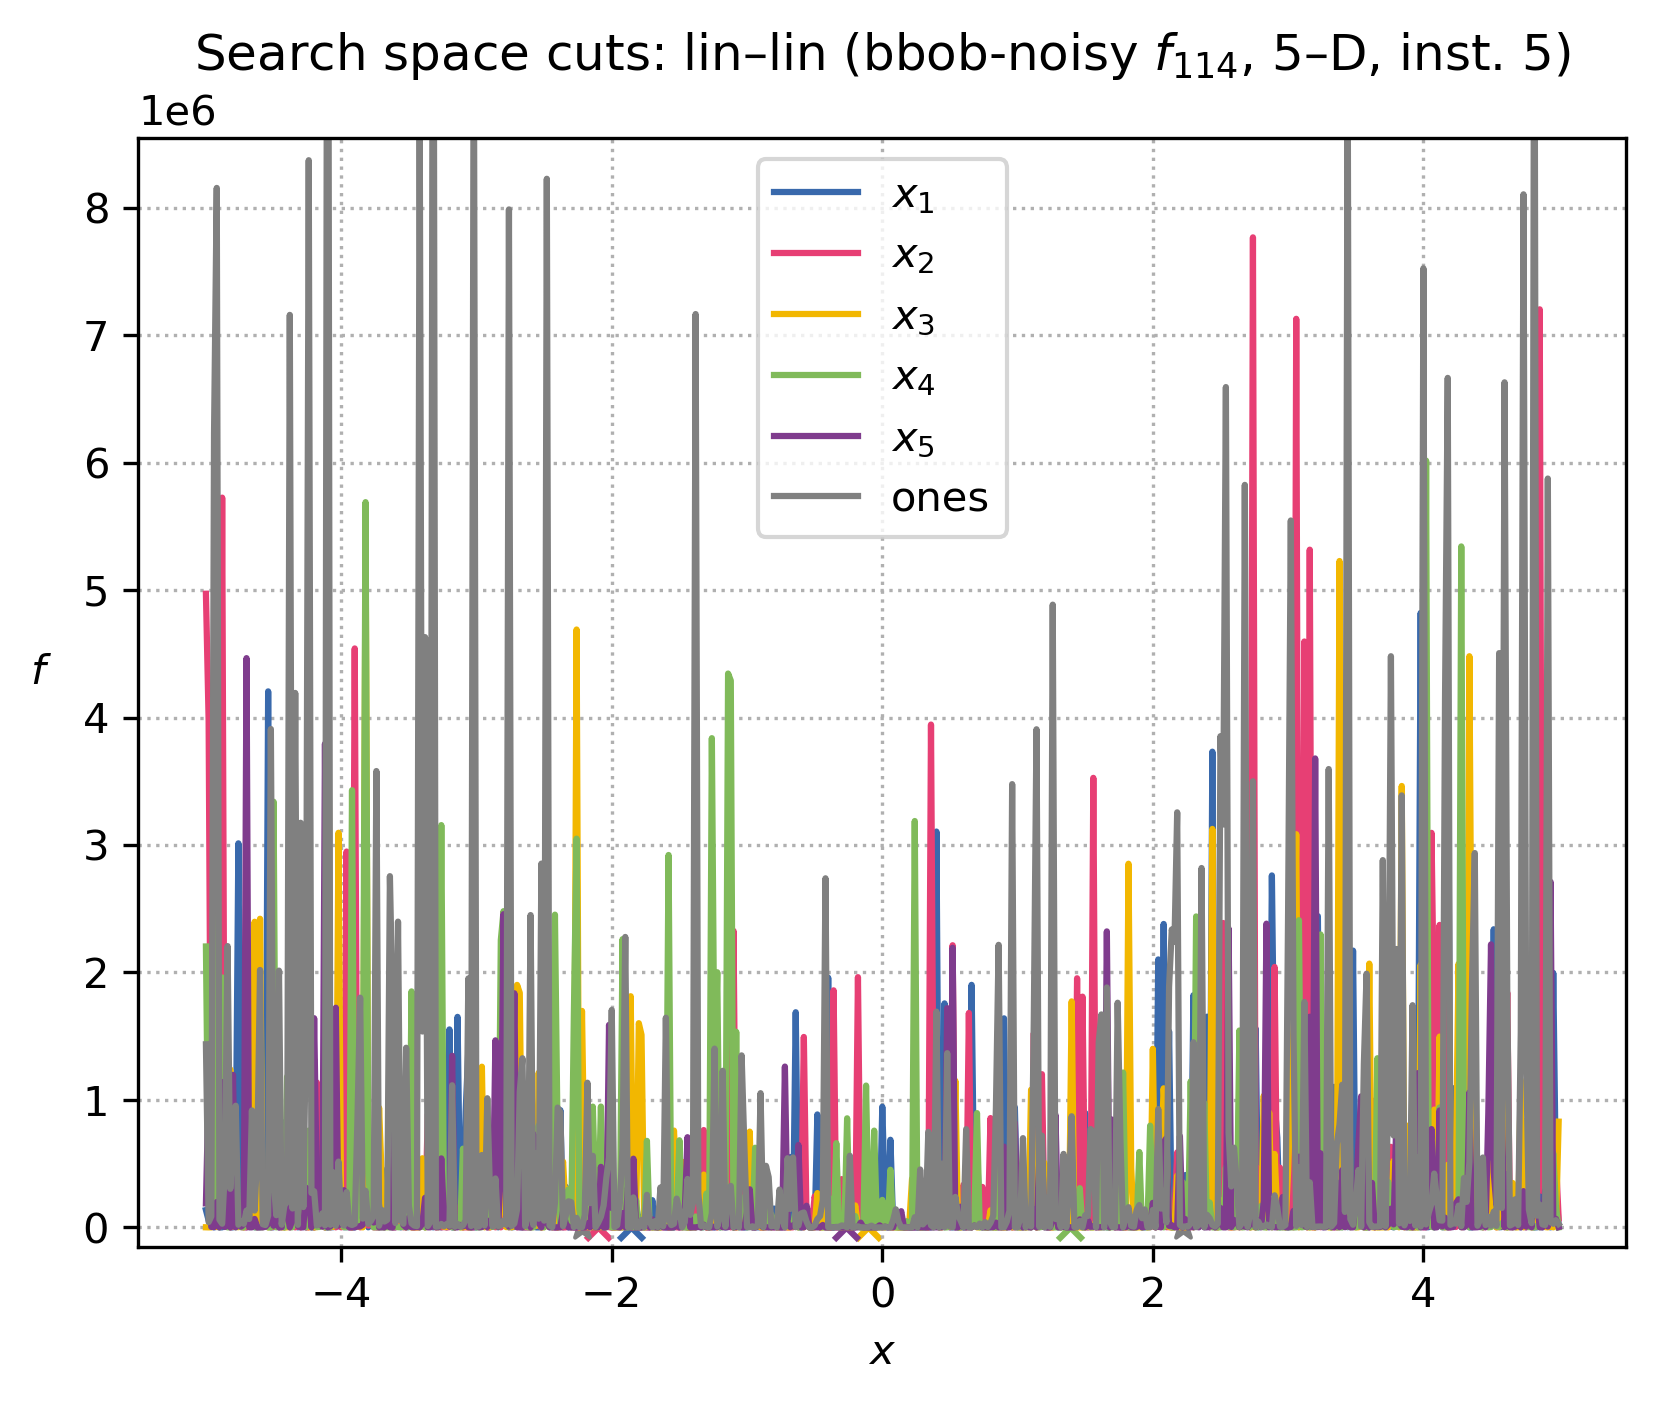 Search space cuts: lin–lin (bbob-noisy f₁₁₄, 5–D, inst. 5)
1e6
8
7
6
5
4
3
2
1
0
f
x₁
x₂
x₃
x₄
x₅
ones
−4 −2 0 2 4
x